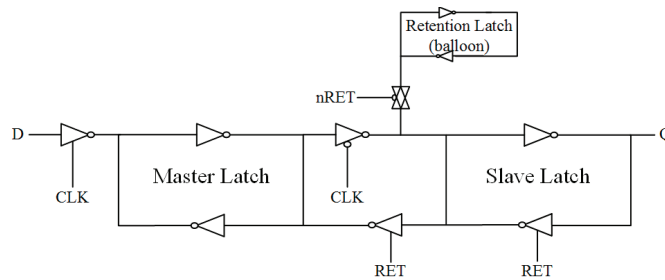 Retention Latch
(balloon)
nRET
D
Q
Master Latch
Slave Latch
CLK
CLK
RET
RET